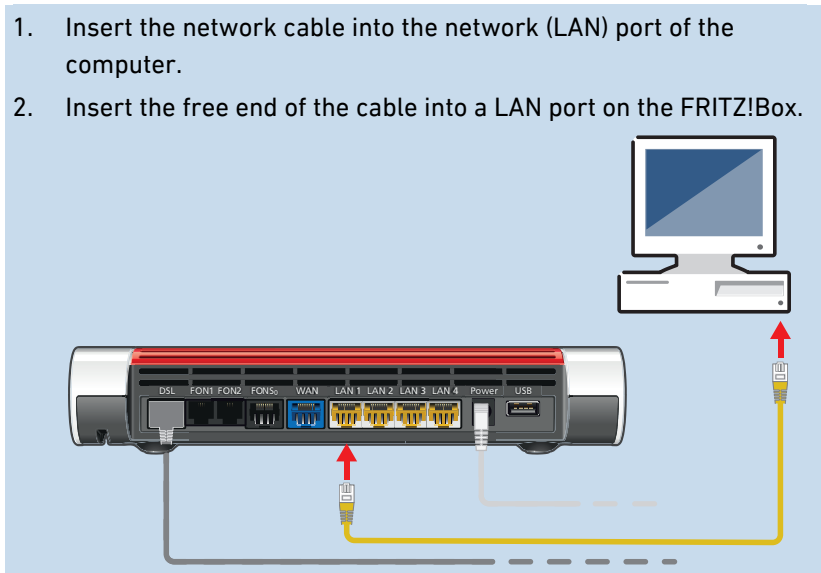 1. Insert the network cable into the network (LAN) port of the
computer.
2. Insert the free end of the cable into a LAN port on the FRITZ!Box.
DSL FON1 FON2 FONS₀ WAN LAN 1 LAN 2 LAN 3 LAN 4 Power USB